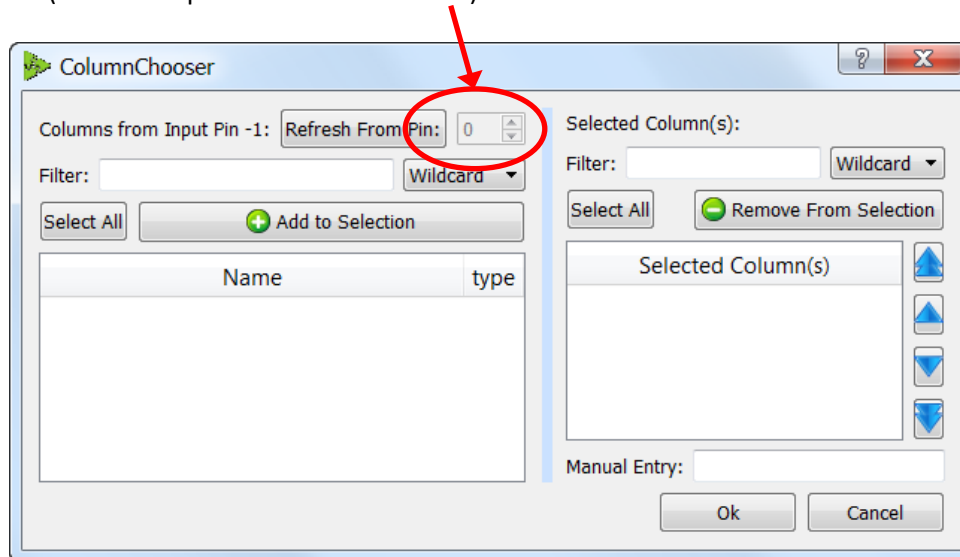 ColumnChooser
Columns from Input Pin -1: Refresh From Pin: 0
Filter: Wildcard
Select All Add to Selection
Name type
Selected Column(s):
Filter: Wildcard
Select All Remove From Selection
Selected Column(s)
Manual Entry:
Ok Cancel